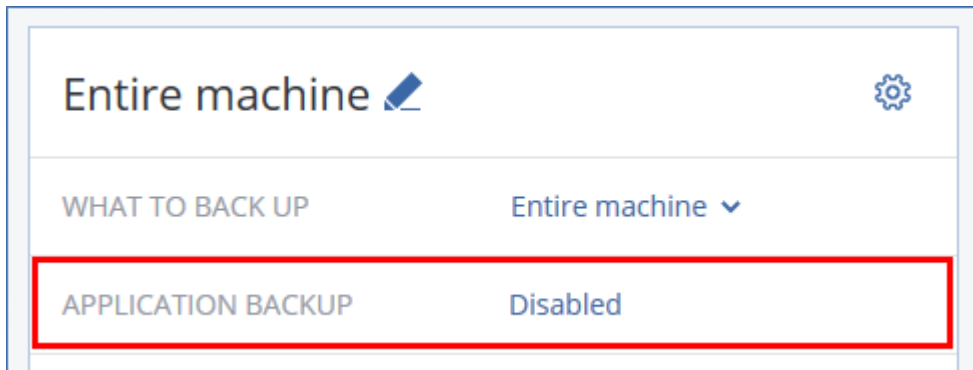 Entire machine
WHAT TO BACK UP Entire machine
APPLICATION BACKUP Disabled